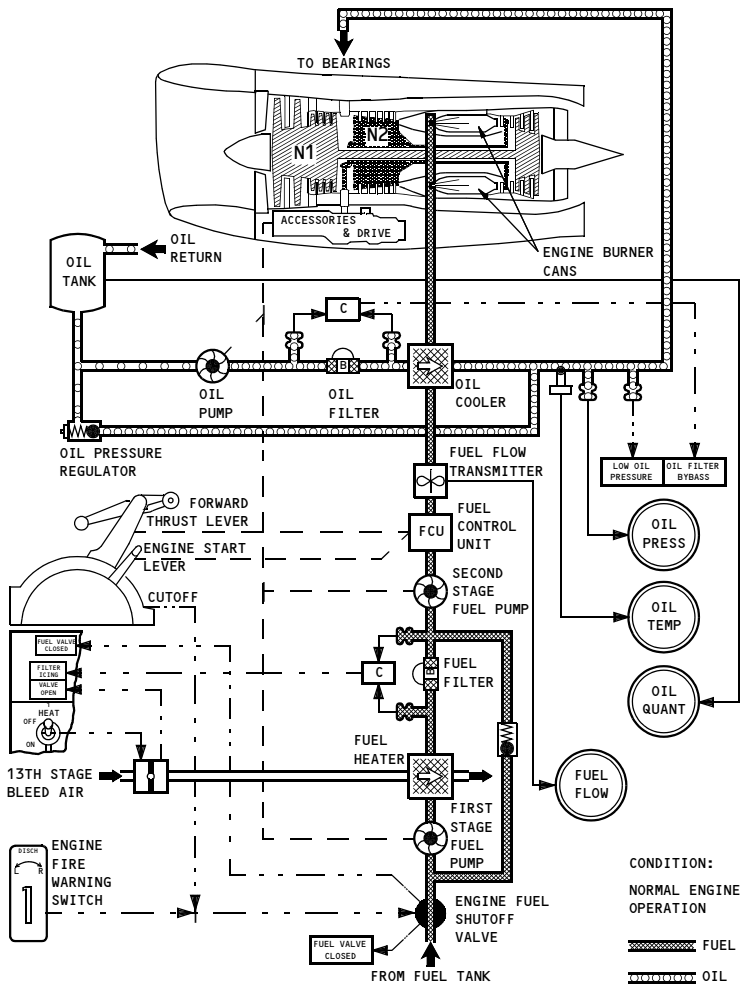 TO BEARINGS
N1
N2
ACCESSORIES
& DRIVE
OIL
RETURN
OIL
TANK
ENGINE BURNER
CANS
C
B
OIL
PUMP
OIL
FILTER
OIL
COOLER
OIL PRESSURE
REGULATOR
FUEL FLOW
TRANSMITTER
LOW OIL
PRESSURE
OIL FILTER
BYPASS
FORWARD
THRUST LEVER
FCU
FUEL
CONTROL
UNIT
OIL
PRESS
ENGINE START
LEVER
CUTOFF
SECOND
STAGE
FUEL PUMP
OIL
TEMP
FUEL VALVE
CLOSED
FILTER
ICING
VALVE
OPEN
C
B
FUEL
FILTER
OIL
QUANT
HEAT
OFF
ON
FUEL
HEATER
13TH STAGE
BLEED AIR
FUEL
FLOW
FIRST
STAGE
FUEL
PUMP
DISCH
L R
1
ENGINE
FIRE
WARNING
SWITCH
CONDITION:
NORMAL ENGINE
OPERATION
ENGINE FUEL
SHUTOFF
VALVE
FUEL VALVE
CLOSED
FROM FUEL TANK
FUEL
OIL